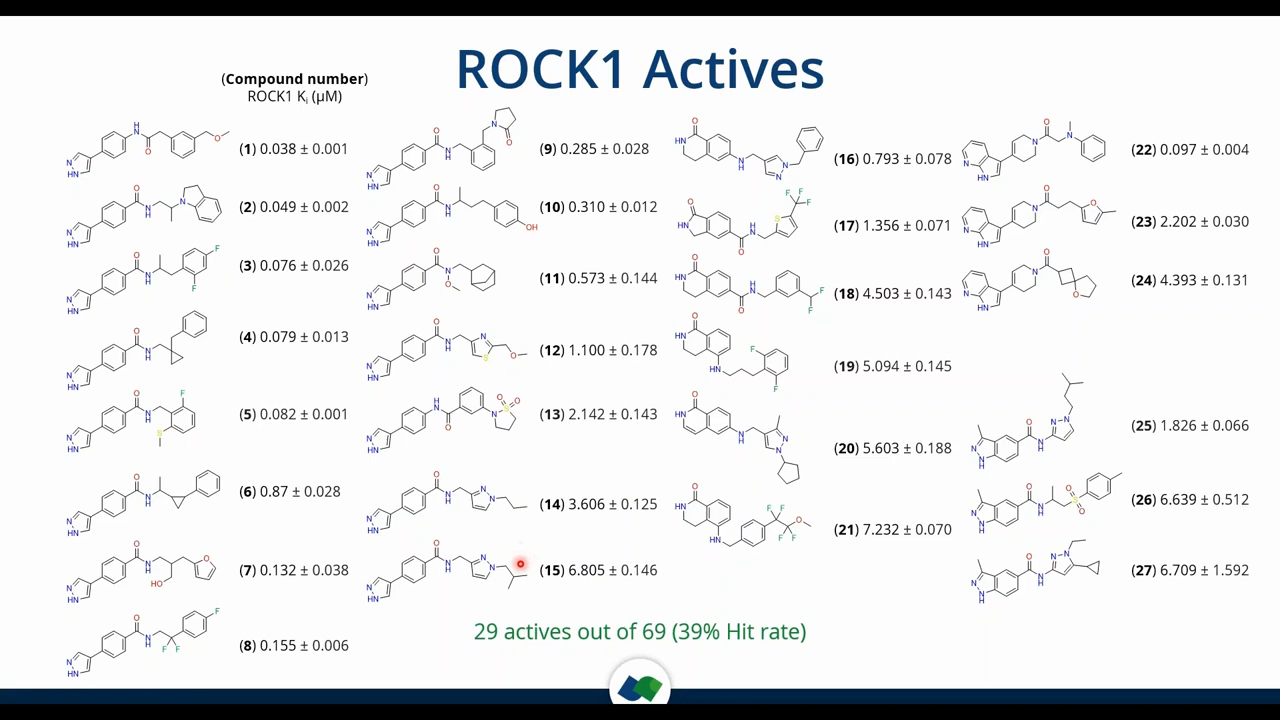 ROCK1 Actives
(Compound number)
ROCK1 Kᵢ (µM)
(1) 0.038 ± 0.001
(2) 0.049 ± 0.002
(3) 0.076 ± 0.026
(4) 0.079 ± 0.013
(5) 0.082 ± 0.001
(6) 0.87 ± 0.028
(7) 0.132 ± 0.038
(8) 0.155 ± 0.006
(9) 0.285 ± 0.028
(10) 0.310 ± 0.012
(11) 0.573 ± 0.144
(12) 1.100 ± 0.178
(13) 2.142 ± 0.143
(14) 3.606 ± 0.125
(15) 6.805 ± 0.146
(16) 0.793 ± 0.078
(17) 1.356 ± 0.071
(18) 4.503 ± 0.143
(19) 5.094 ± 0.145
(20) 5.603 ± 0.188
(21) 7.232 ± 0.070
(22) 0.097 ± 0.004
(23) 2.202 ± 0.030
(24) 4.393 ± 0.131
(25) 1.826 ± 0.066
(26) 6.639 ± 0.512
(27) 6.709 ± 1.592
29 actives out of 69 (39% Hit rate)